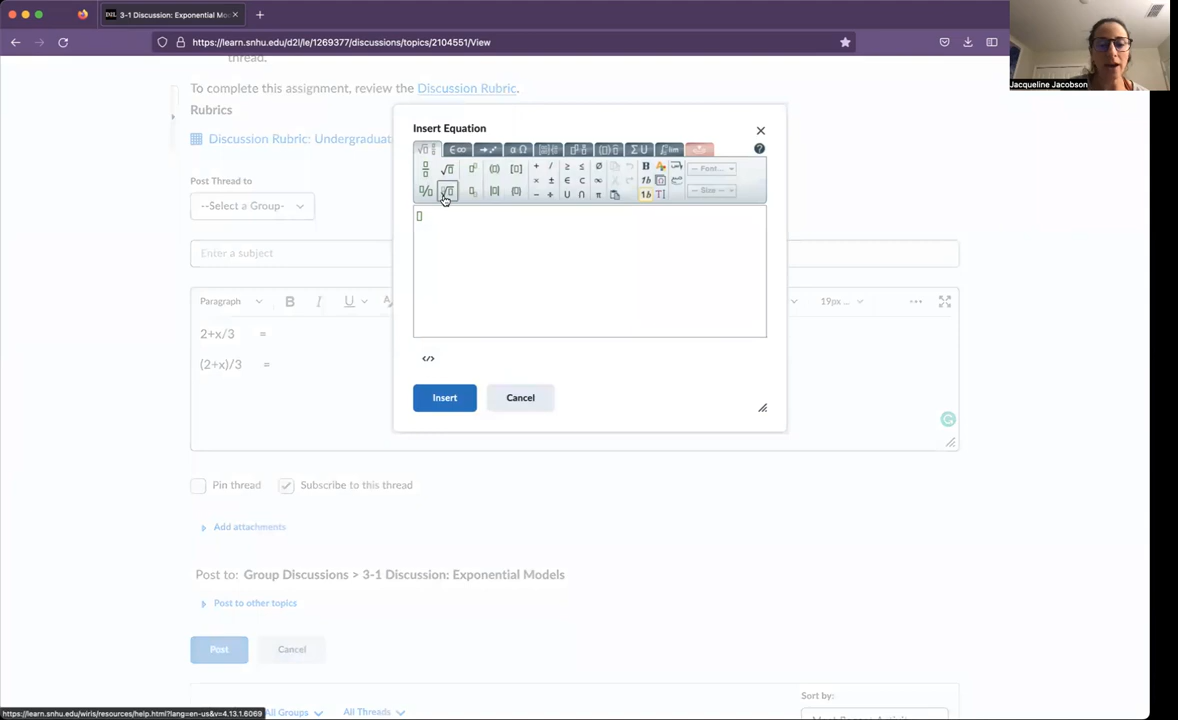 3-1 Discussion: Exponential Mo
https://learn.snhu.edu/d2l/le/1269377/discussions/topics/2104551/View
Jacqueline Jacobson
thread.
To complete this assignment, review the Discussion Rubric.
Rubrics
Discussion Rubric: Undergraduat
Post Thread to
--Select a Group-
Enter a subject
Paragraph B I U A 19px ...
2+x/3 =
(2+x)/3 =
Insert Equation
-- Font...
-- Size --
</>
Insert Cancel
Pin thread Subscribe to this thread
Add attachments
Post to: Group Discussions > 3-1 Discussion: Exponential Models
Post to other topics
Post Cancel
Sort by:
All Groups All Threads
https://learn.snhu.edu/wiris/resources/help.html?lang=en-us&v=4.13.1.6069